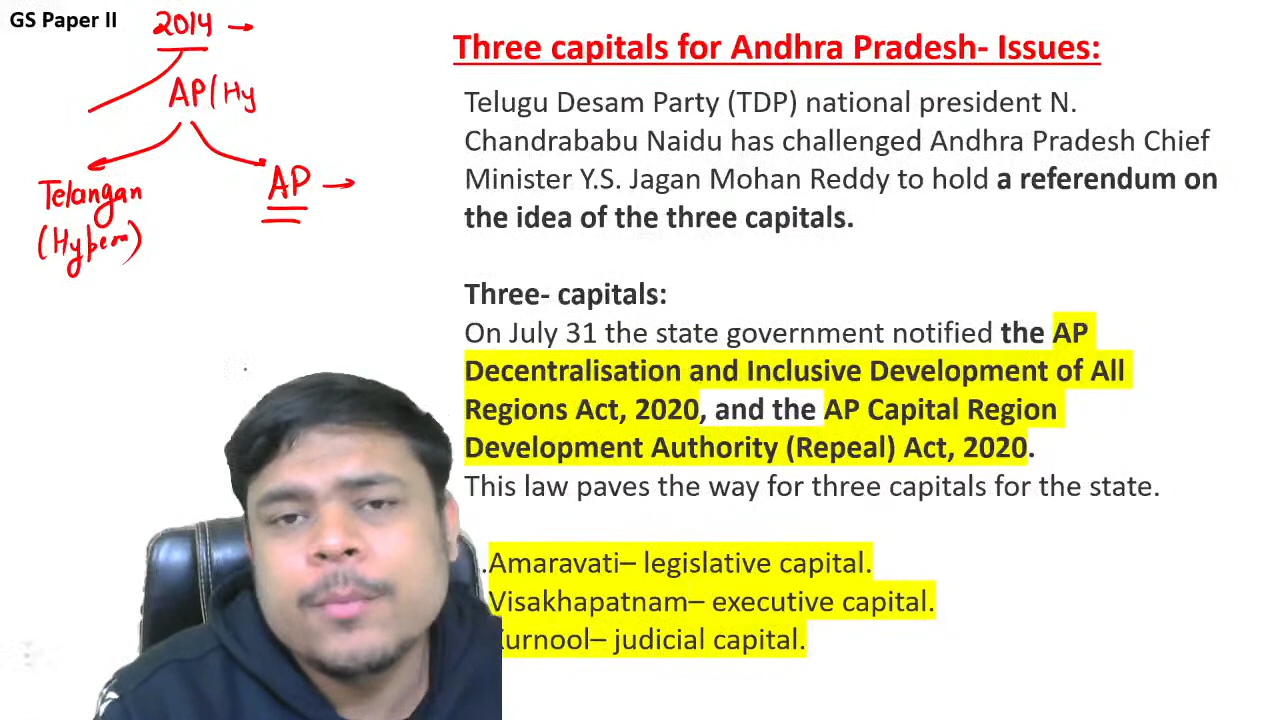 GS Paper II
2014
AP(Hy
Telangan
AP
Three capitals for Andhra Pradesh- Issues:
Telugu Desam Party (TDP) national president N.
Chandrababu Naidu has challenged Andhra Pradesh Chief
Minister Y.S. Jagan Mohan Reddy to hold a referendum on
the idea of the three capitals.
Three- capitals:
On July 31 the state government notified the AP
Decentralisation and Inclusive Development of All
Regions Act, 2020, and the AP Capital Region
Development Authority (Repeal) Act, 2020.
This law paves the way for three capitals for the state.
.Amaravati– legislative capital.
Visakhapatnam– executive capital.
urnool– judicial capital.